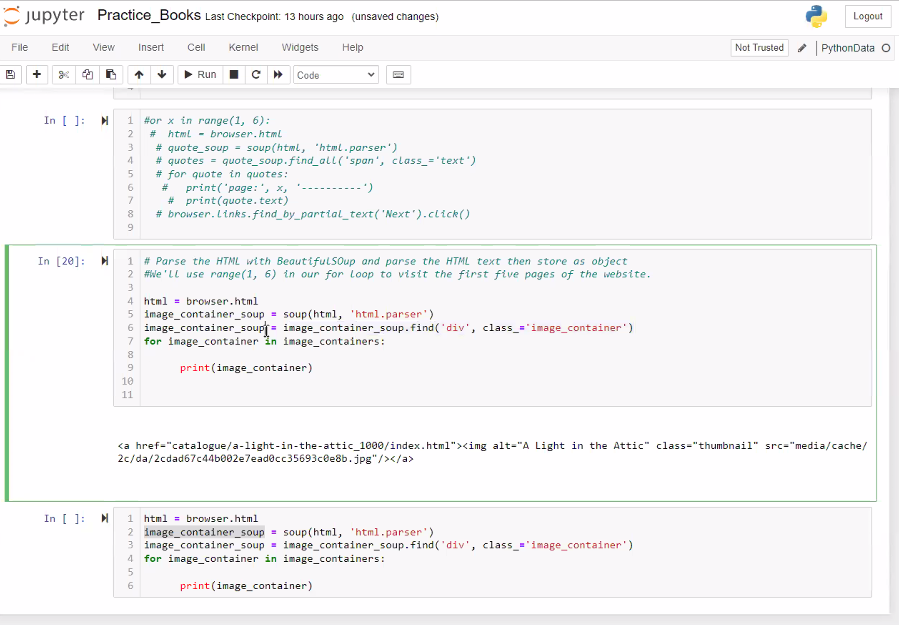 jupyter Practice_Books Last Checkpoint: 13 hours ago (unsaved changes) Logout
File Edit View Insert Cell Kernel Widgets Help Not Trusted PythonData
Run Code
In [ ]:
1 #or x in range(1, 6):
2 # html = browser.html
3 # quote_soup = soup(html, 'html.parser')
4 # quotes = quote_soup.find_all('span', class_='text')
5 # for quote in quotes:
6 # print('page:', x, '----------')
7 # print(quote.text)
8 # browser.links.find_by_partial_text('Next').click()
9
In [20]:
1 # Parse the HTML with BeautifulSOup and parse the HTML text then store as object
2 #We'll use range(1, 6) in our for loop to visit the first five pages of the website.
3
4 html = browser.html
5 image_container_soup = soup(html, 'html.parser')
6 image_container_soup = image_container_soup.find('div', class_='image_container')
7 for image_container in image_containers:
8
9 print(image_container)
10
11
<a href="catalogue/a-light-in-the-attic_1000/index.html"><img alt="A Light in the Attic" class="thumbnail" src="media/cache/
2c/da/2cdad67c44b002e7ead0cc35693c0e8b.jpg"/></a>
In [ ]:
1 html = browser.html
2 image_container_soup = soup(html, 'html.parser')
3 image_container_soup = image_container_soup.find('div', class_='image_container')
4 for image_container in image_containers:
5
6 print(image_container)